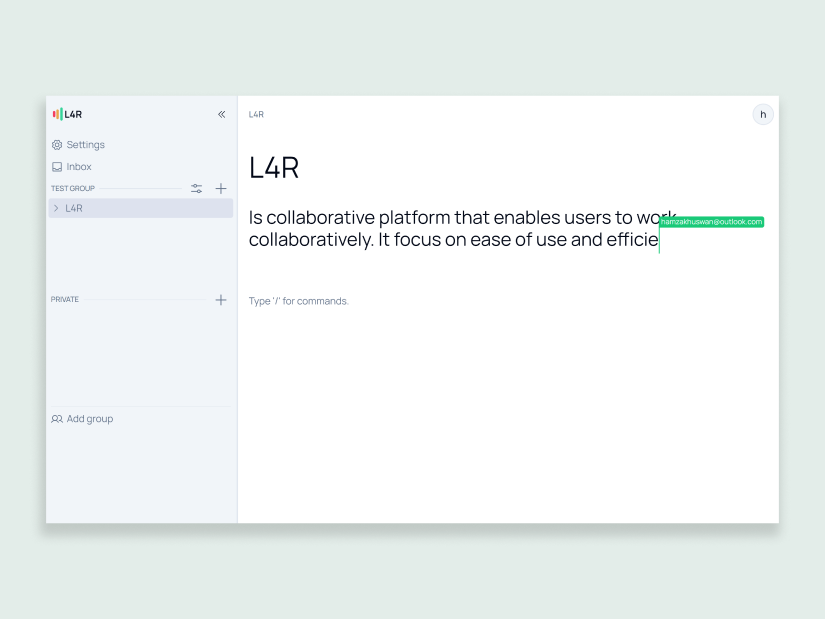 L4R
Settings
Inbox
TEST GROUP
L4R
PRIVATE
Add group
L4R
h
L4R
Is collaborative platform that enables users to work
hamzakhuswan@outlook.com
collaboratively. It focus on ease of use and efficie
Type '/' for commands.